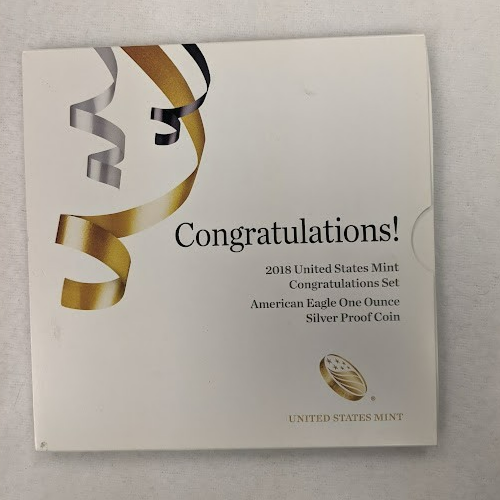 Congratulations!
2018 United States Mint
Congratulations Set
American Eagle One Ounce
Silver Proof Coin
®
UNITED STATES MINT